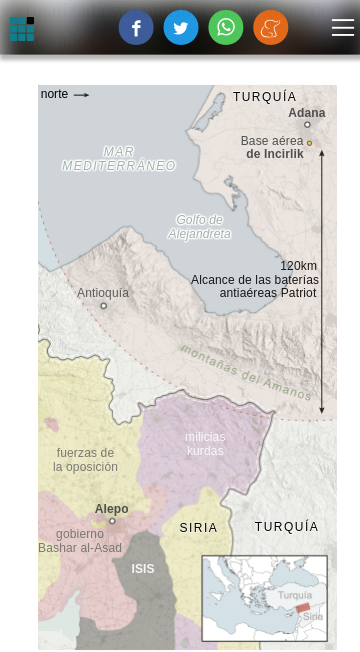 norte
TURQUÍA
Adana
MAR
MEDITERRÁNEO
Base aérea
de Incirlik
Golfo de
Alejandreta
120km
Alcance de las baterías
antiaéreas Patriot
Antioquía
montañas del Amanos
milicias
kurdas
fuerzas de
la oposición
Alepo
gobierno
Bashar al-Asad
SIRIA
TURQUÍA
ISIS
Turquía
Siria